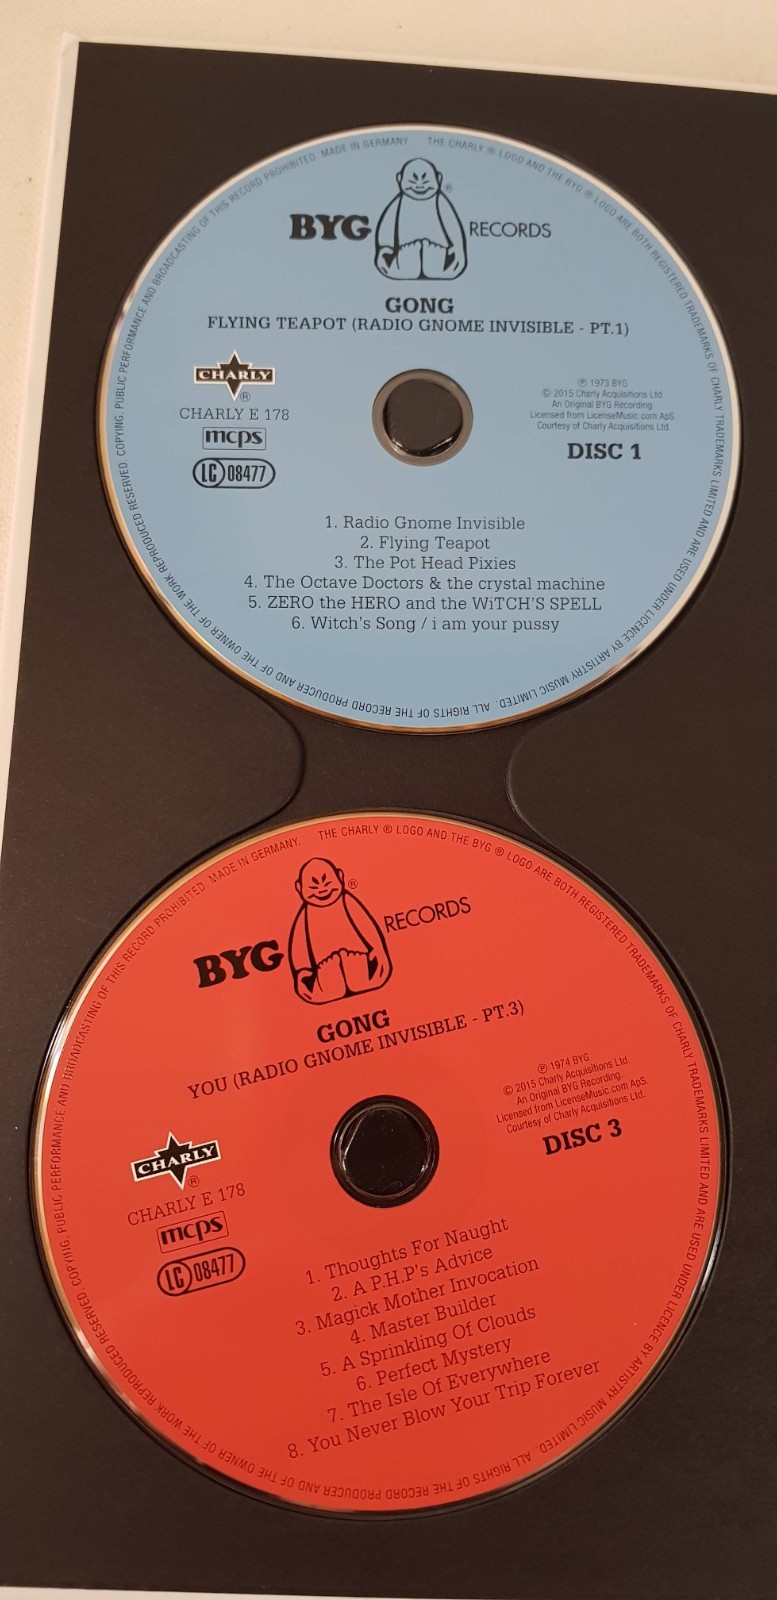 THE CHARLY ® LOGO AND THE BYG ® LOGO ARE BOTH REGISTERED TRADEMARKS OF CHARLY TRADEMARKS LIMITED AND ARE USED UNDER LICENCE BY ARTISTRY MUSIC LIMITED. ALL RIGHTS OF THE RECORD PRODUCER AND OF THE OWNER OF THE WORK REPRODUCED RESERVED. COPYING, PUBLIC PERFORMANCE AND BROADCASTING OF THIS RECORD PROHIBITED. MADE IN GERMANY
BYG ® RECORDS
GONG
FLYING TEAPOT (RADIO GNOME INVISIBLE - PT.1)
CHARLY ®
CHARLY E 178
mcps
LC 08477
℗ 1973 BYG
© 2015 Charly Acquisitions Ltd.
An Original BYG Recording.
Licensed from LicenseMusic.com ApS.
Courtesy of Charly Acquisitions Ltd.
DISC 1
1. Radio Gnome Invisible
2. Flying Teapot
3. The Pot Head Pixies
4. The Octave Doctors & the crystal machine
5. ZERO the HERO and the WiTCH'S SPELL
6. Witch's Song / i am your pussy
THE CHARLY ® LOGO AND THE BYG ® LOGO ARE BOTH REGISTERED TRADEMARKS OF CHARLY TRADEMARKS LIMITED AND ARE USED UNDER LICENCE BY ARTISTRY MUSIC LIMITED. ALL RIGHTS OF THE RECORD PRODUCER AND OF THE OWNER OF THE WORK REPRODUCED RESERVED. COPYING, PUBLIC PERFORMANCE AND BROADCASTING OF THIS RECORD PROHIBITED. MADE IN GERMANY.
BYG ® RECORDS
GONG
YOU (RADIO GNOME INVISIBLE - PT.3)
CHARLY ®
CHARLY E 178
mcps
LC 08477
℗ 1974 BYG
© 2015 Charly Acquisitions Ltd.
An Original BYG Recording.
Licensed from LicenseMusic.com ApS.
Courtesy of Charly Acquisitions Ltd.
DISC 3
1. Thoughts For Naught
2. A P.H.P's Advice
3. Magick Mother Invocation
4. Master Builder
5. A Sprinkling Of Clouds
6. Perfect Mystery
7. The Isle Of Everywhere
8. You Never Blow Your Trip Forever